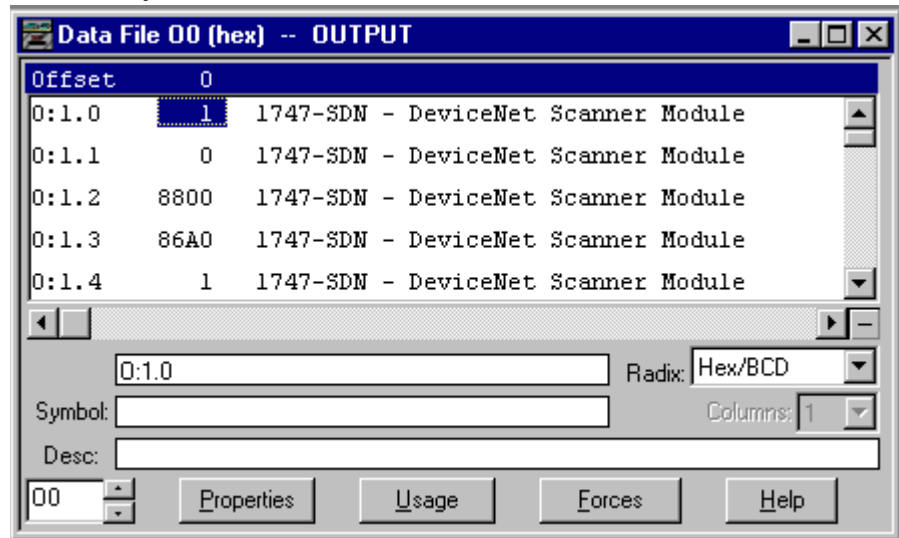 Data File O0 (hex) -- OUTPUT
Offset 0
O:1.0 1 1747-SDN - DeviceNet Scanner Module
O:1.1 0 1747-SDN - DeviceNet Scanner Module
O:1.2 8800 1747-SDN - DeviceNet Scanner Module
O:1.3 86A0 1747-SDN - DeviceNet Scanner Module
O:1.4 1 1747-SDN - DeviceNet Scanner Module
O:1.0 Radix: Hex/BCD
Symbol: Columns: 1
Desc:
O0 Properties Usage Forces Help